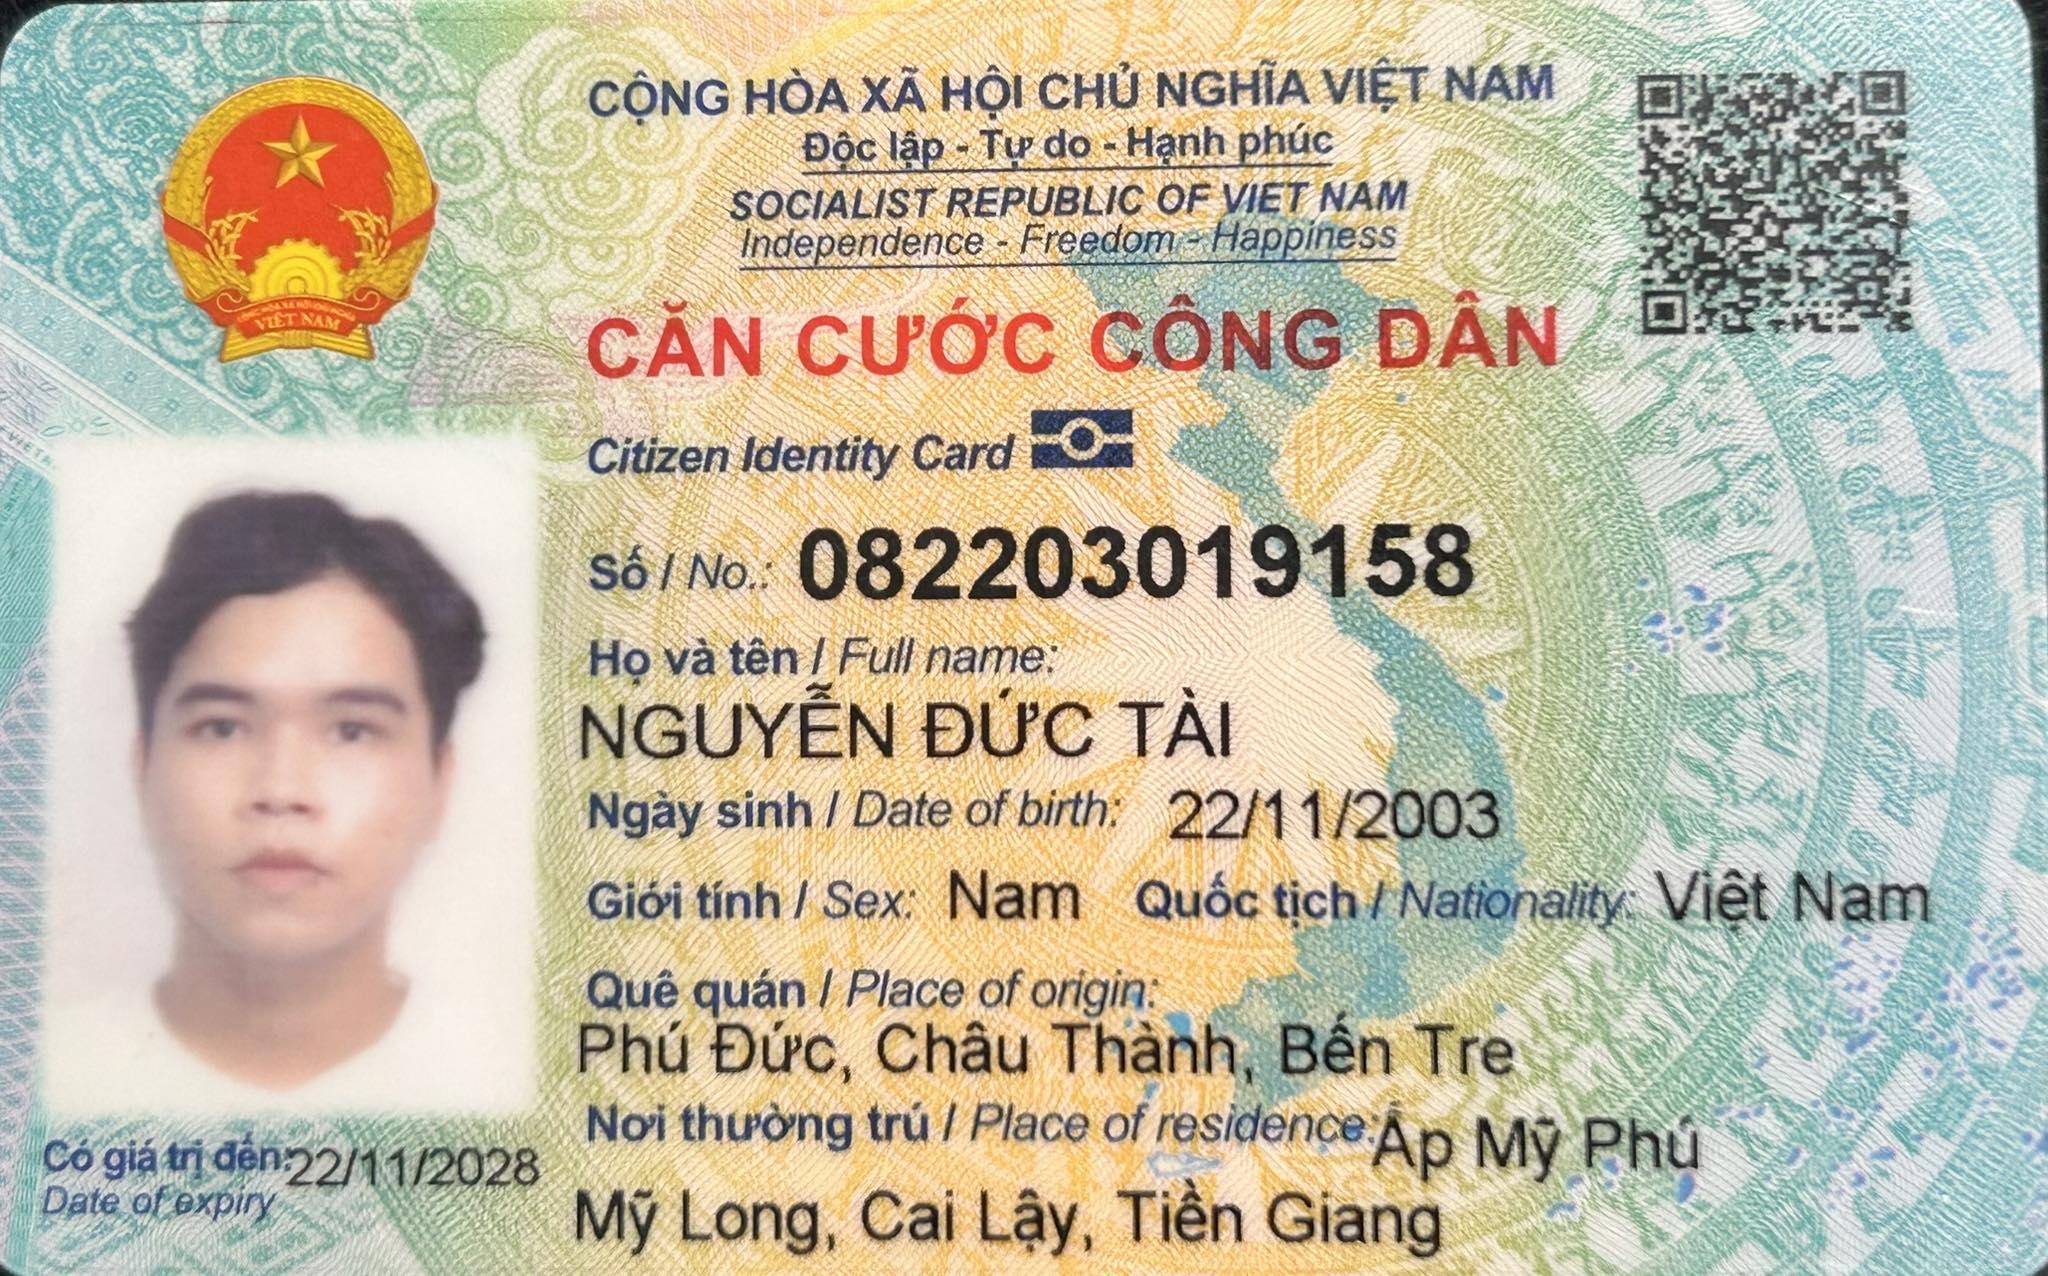 CỘNG HÒA XÃ HỘI CHỦ NGHĨA VIỆT NAM
Độc lập - Tự do - Hạnh phúc
SOCIALIST REPUBLIC OF VIET NAM
Independence - Freedom - Happiness
VIỆT NAM
CĂN CƯỚC CÔNG DÂN
Citizen Identity Card
Số / No.: 082203019158
Họ và tên / Full name:
NGUYỄN ĐỨC TÀI
Ngày sinh / Date of birth: 22/11/2003
Giới tính / Sex: Nam Quốc tịch / Nationality: Việt Nam
Quê quán / Place of origin:
Phú Đức, Châu Thành, Bến Tre
Nơi thường trú / Place of residence: Ấp Mỹ Phú
Mỹ Long, Cai Lậy, Tiền Giang
Có giá trị đến: 22/11/2028
Date of expiry